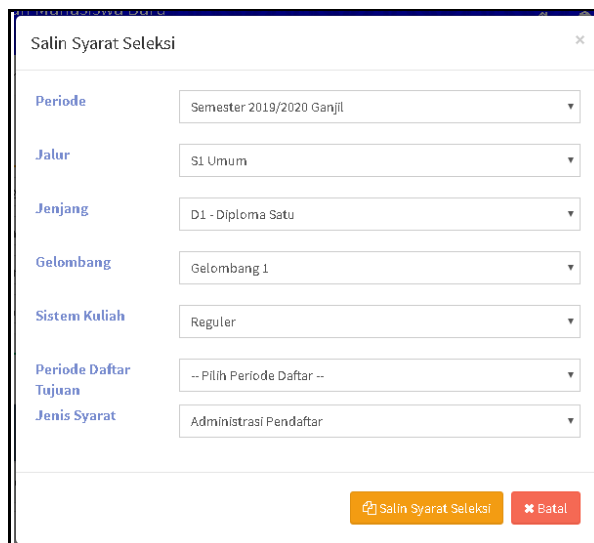 Salin Syarat Seleksi ×
Periode Semester 2019/2020 Ganjil
Jalur S1 Umum
Jenjang D1 - Diploma Satu
Gelombang Gelombang 1
Sistem Kuliah Reguler
Periode Daftar Tujuan -- Pilih Periode Daftar --
Jenis Syarat Administrasi Pendaftar
Salin Syarat Seleksi Batal